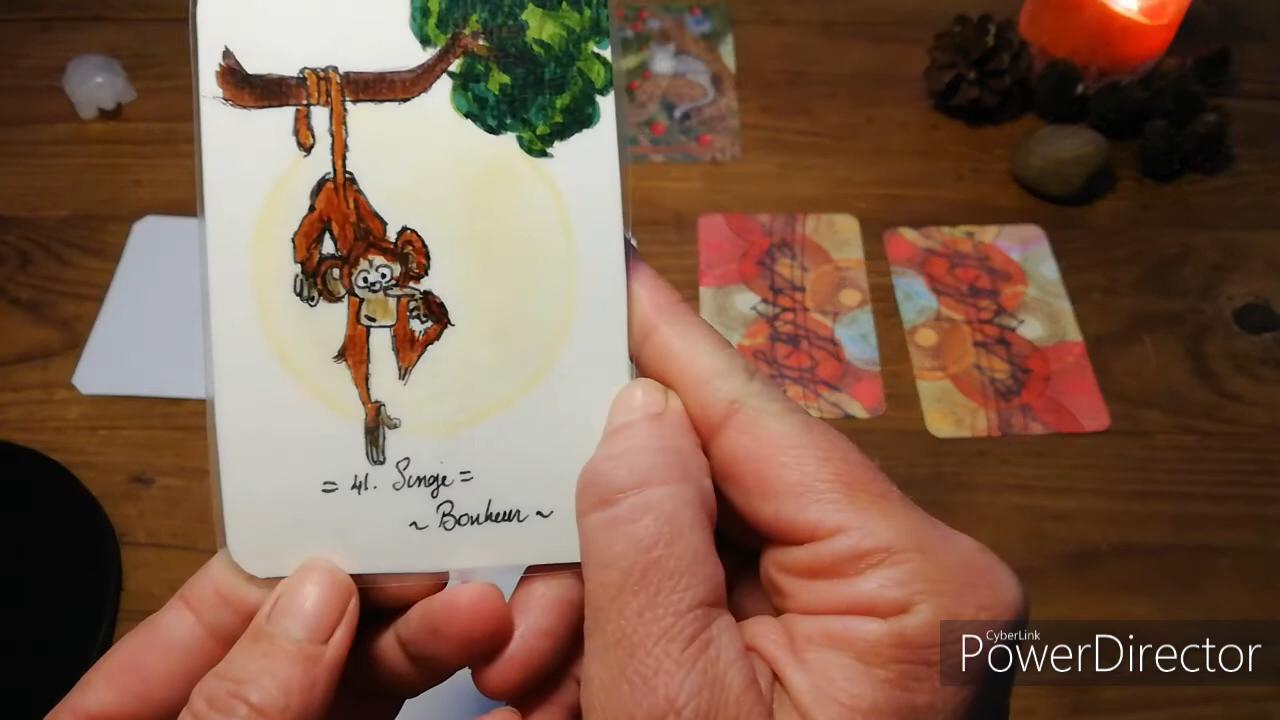 = 41. Singe =
~ Bonheur ~
CyberLink
PowerDirector